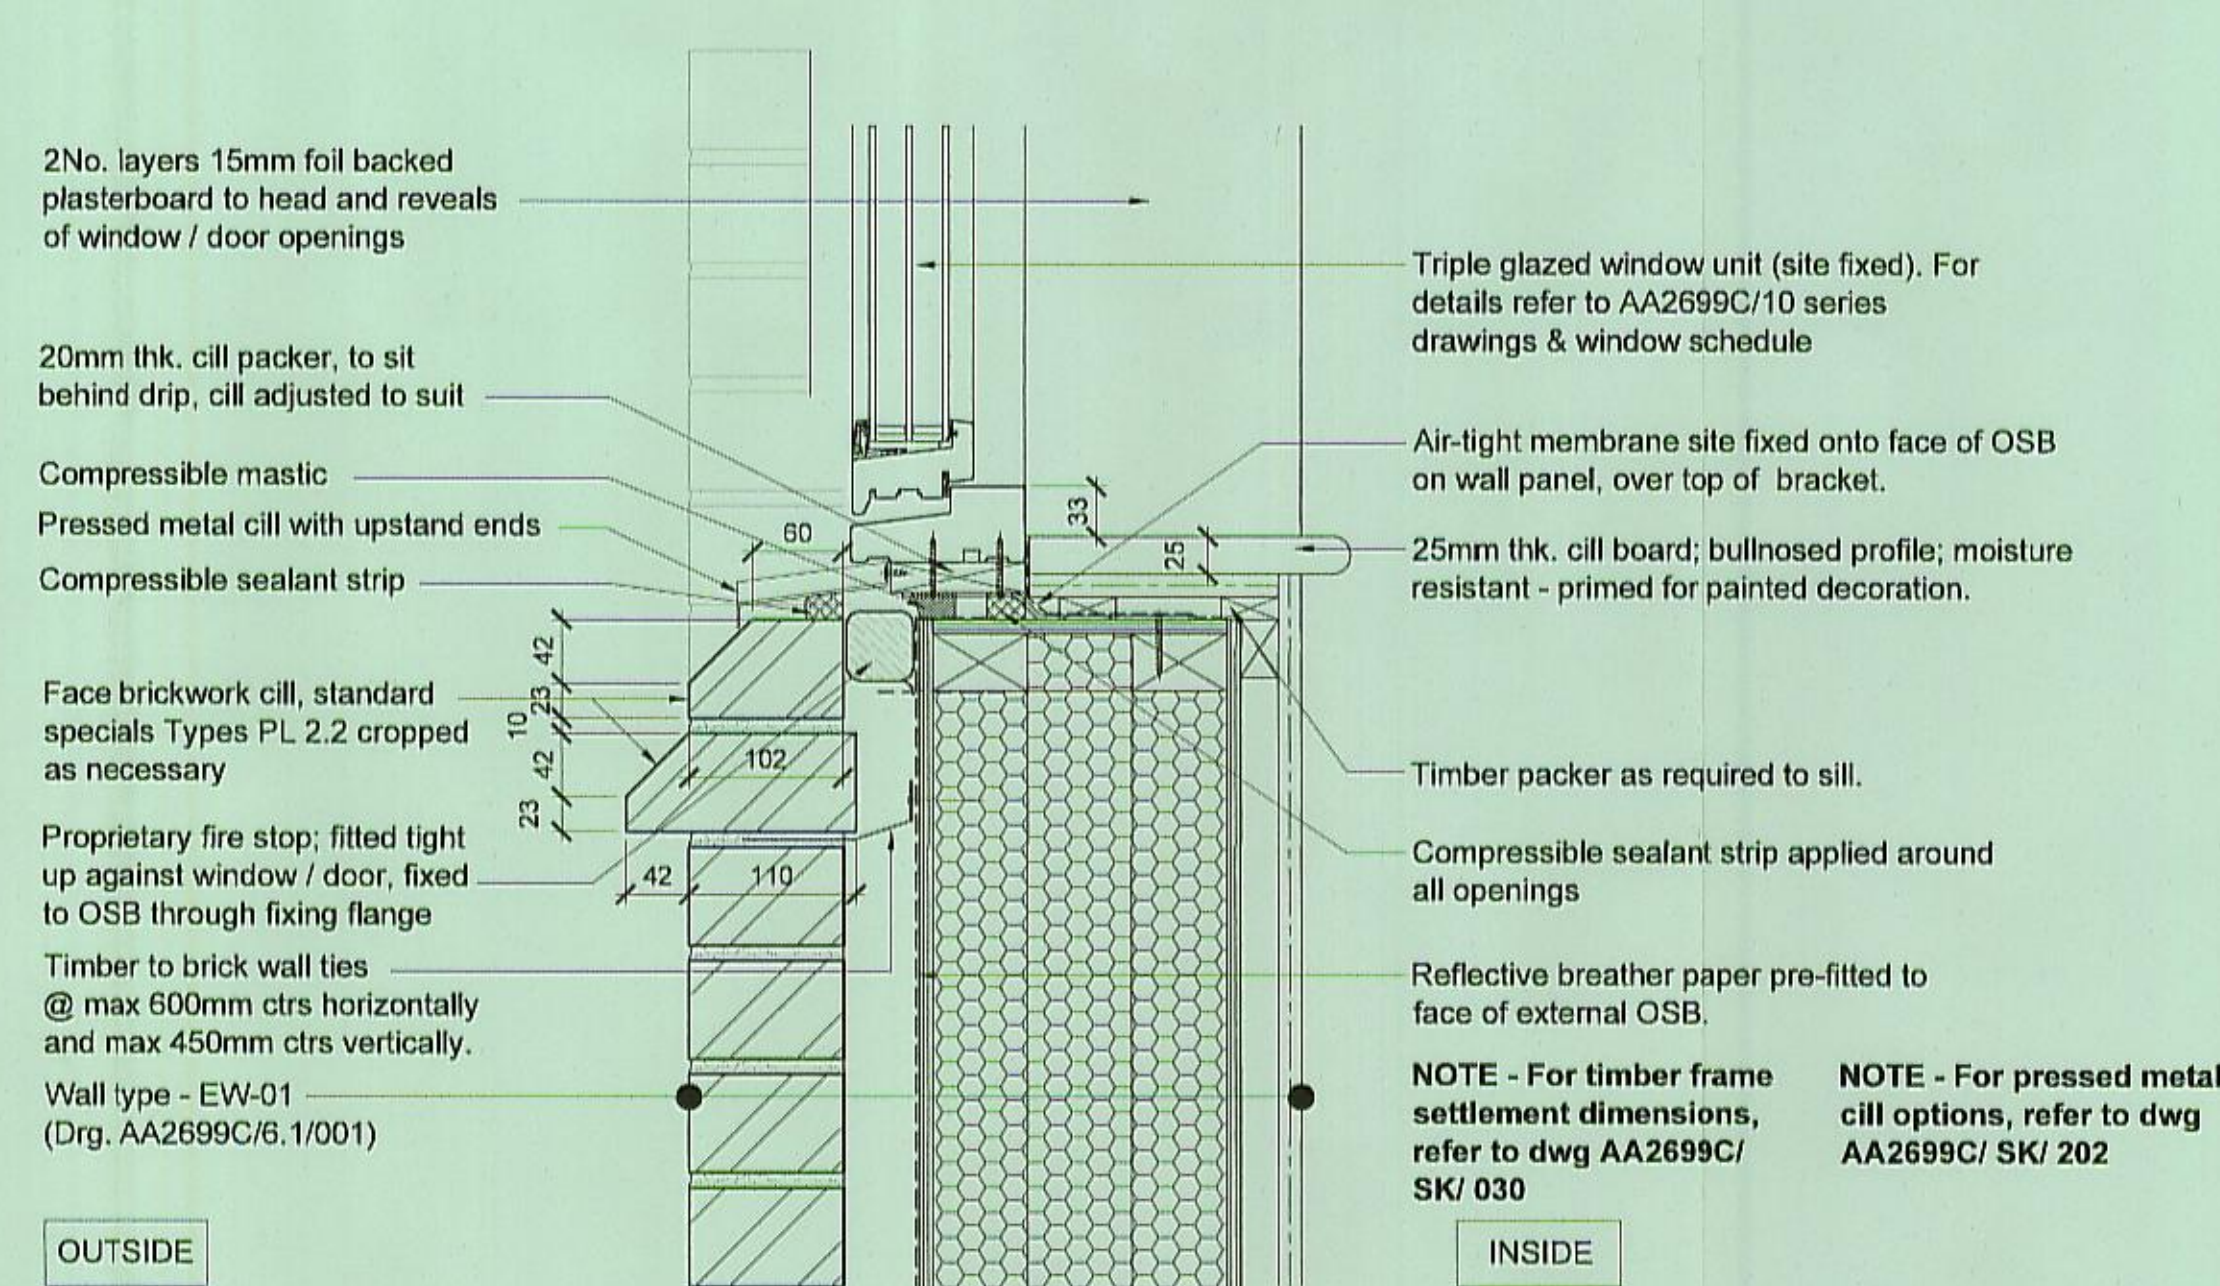 2No. layers 15mm foil backed
plasterboard to head and reveals
of window / door openings
20mm thk. cill packer, to sit
behind drip, cill adjusted to suit
Compressible mastic
Pressed metal cill with upstand ends
Compressible sealant strip
Face brickwork cill, standard
specials Types PL 2.2 cropped
as necessary
Proprietary fire stop; fitted tight
up against window / door, fixed
to OSB through fixing flange
Timber to brick wall ties
@ max 600mm ctrs horizontally
and max 450mm ctrs vertically.
Wall type - EW-01
(Drg. AA2699C/6.1/001)
OUTSIDE
60
33
25
42
23
10
42
23
102
42
110
Triple glazed window unit (site fixed). For
details refer to AA2699C/10 series
drawings & window schedule
Air-tight membrane site fixed onto face of OSB
on wall panel, over top of bracket.
25mm thk. cill board; bullnosed profile; moisture
resistant - primed for painted decoration.
Timber packer as required to sill.
Compressible sealant strip applied around
all openings
Reflective breather paper pre-fitted to
face of external OSB.
NOTE - For timber frame
settlement dimensions,
refer to dwg AA2699C/
SK/ 030
NOTE - For pressed metal
cill options, refer to dwg
AA2699C/ SK/ 202
INSIDE